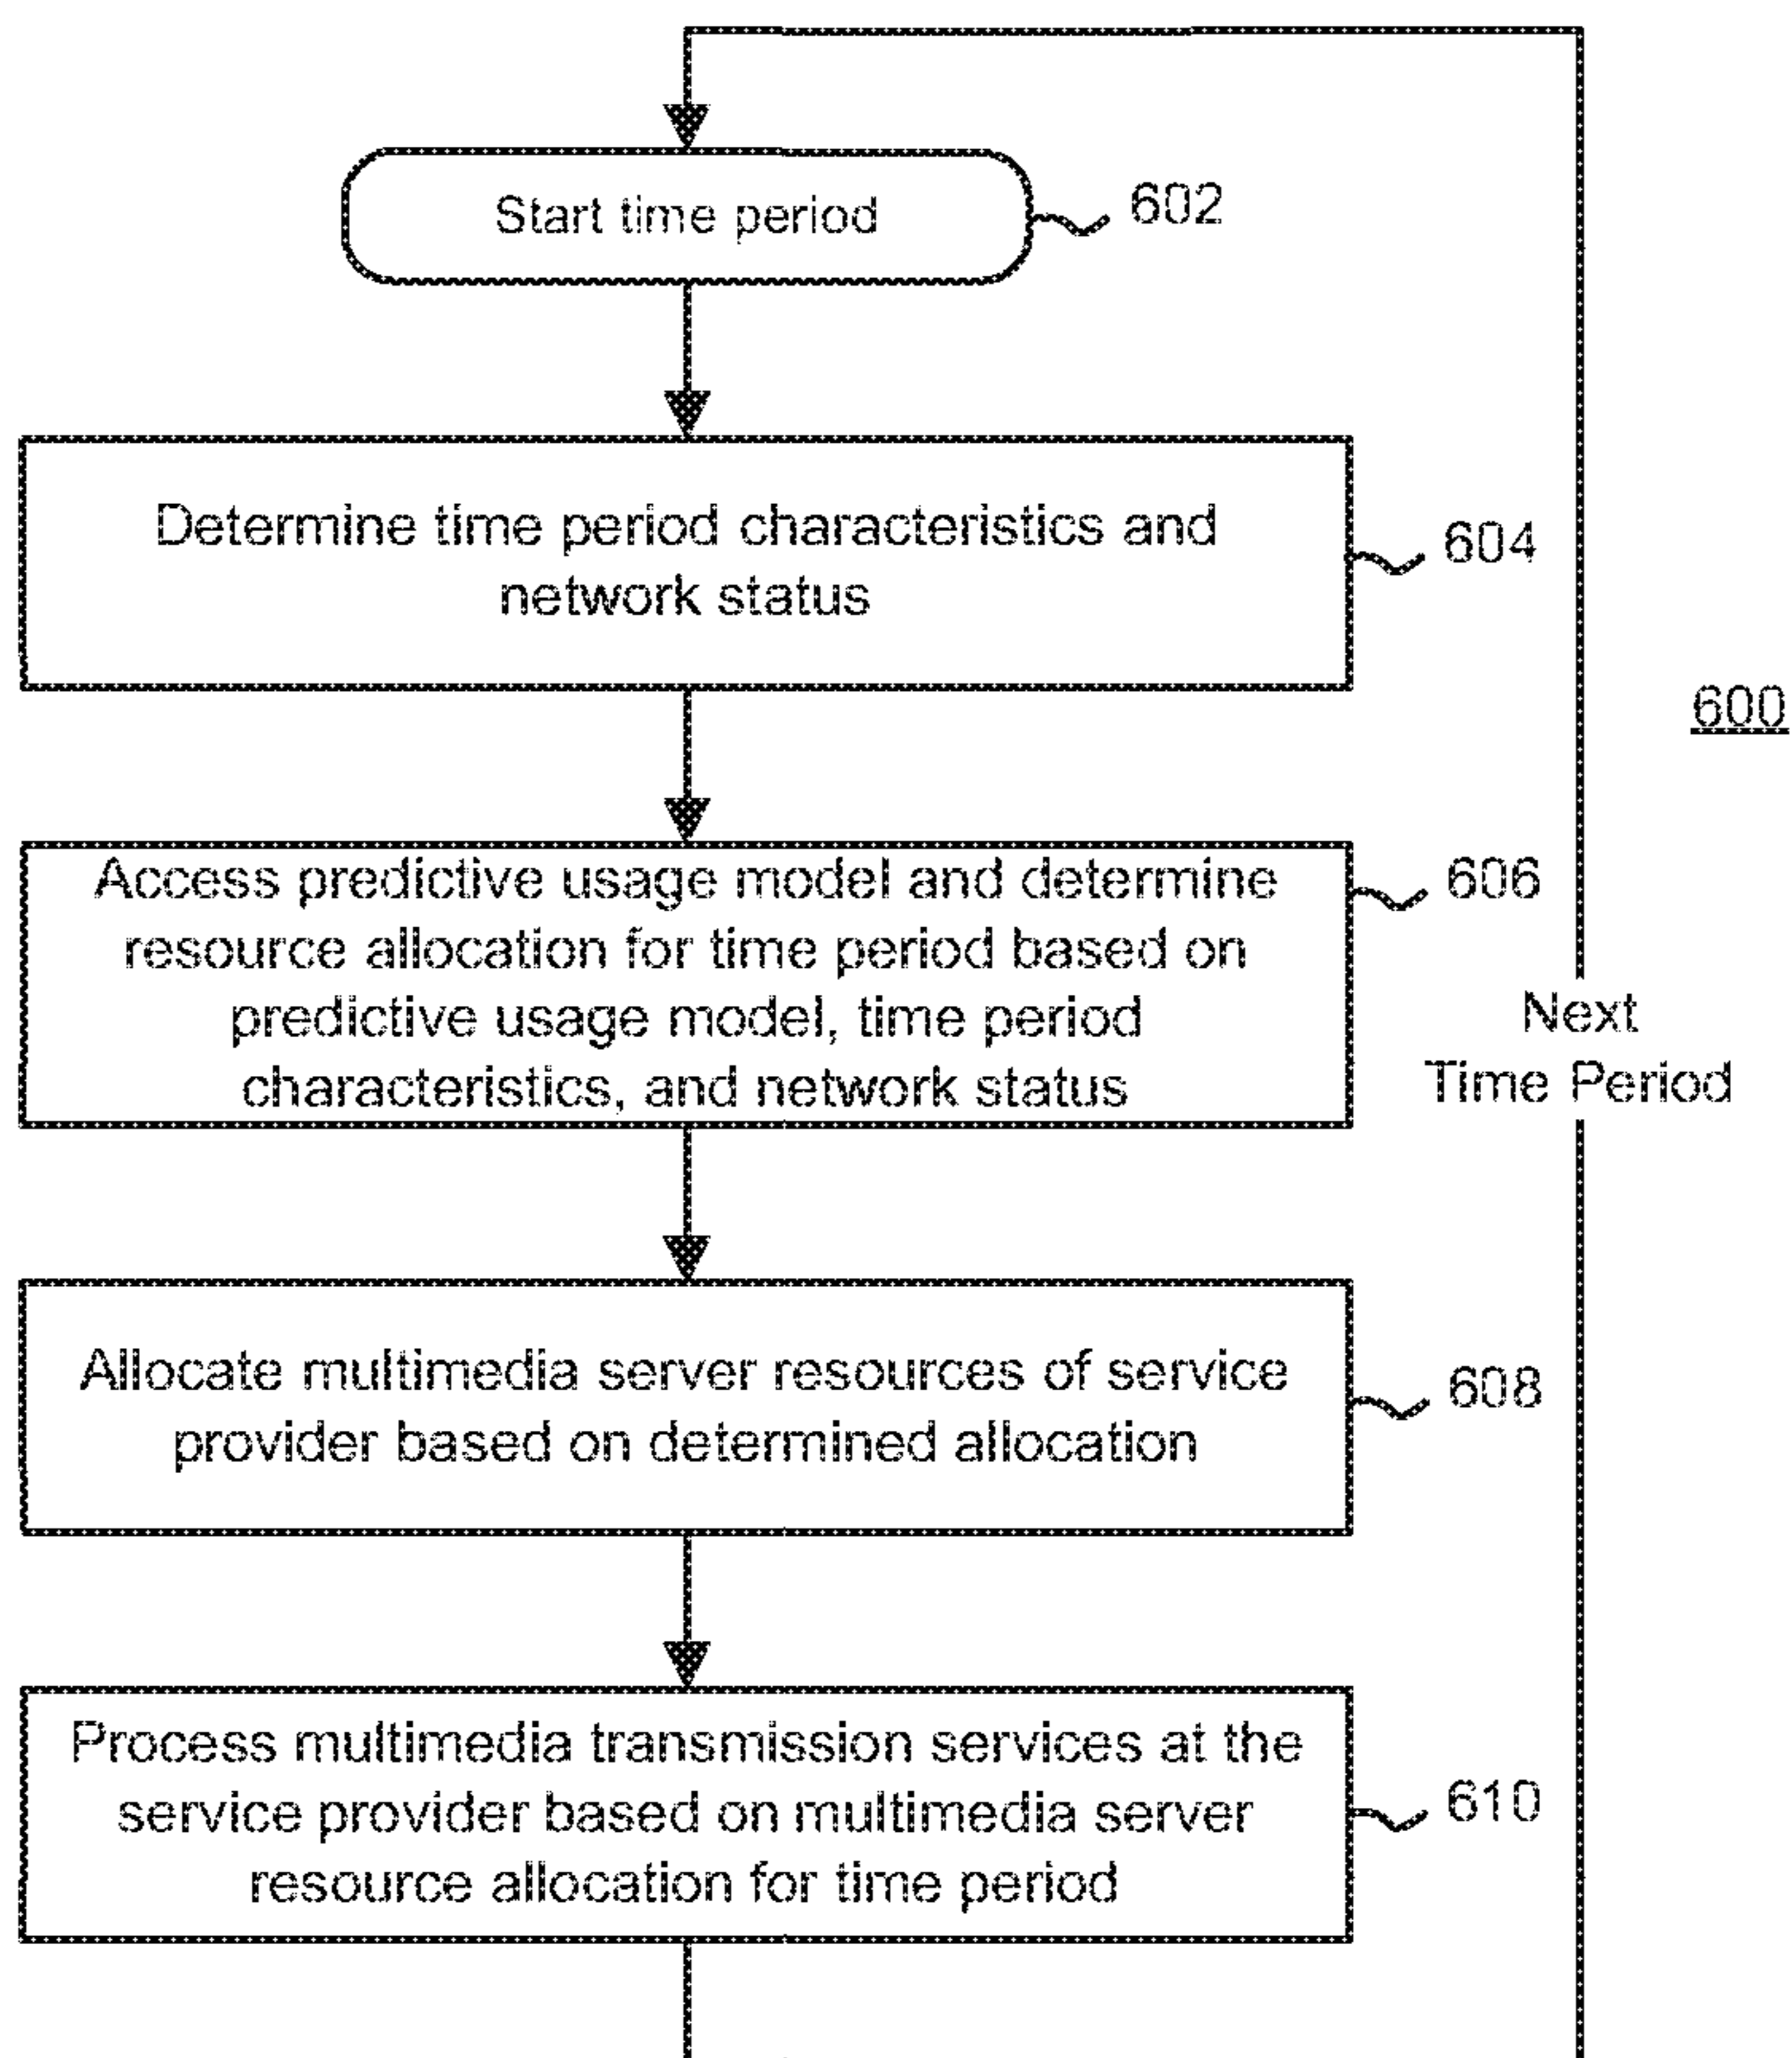 Start time period
602
Determine time period characteristics and
network status
604
600
Access predictive usage model and determine
resource allocation for time period based on
predictive usage model, time period
characteristics, and network status
606
Next
Time Period
Allocate multimedia server resources of service
provider based on determined allocation
608
Process multimedia transmission services at the
service provider based on multimedia server
resource allocation for time period
610